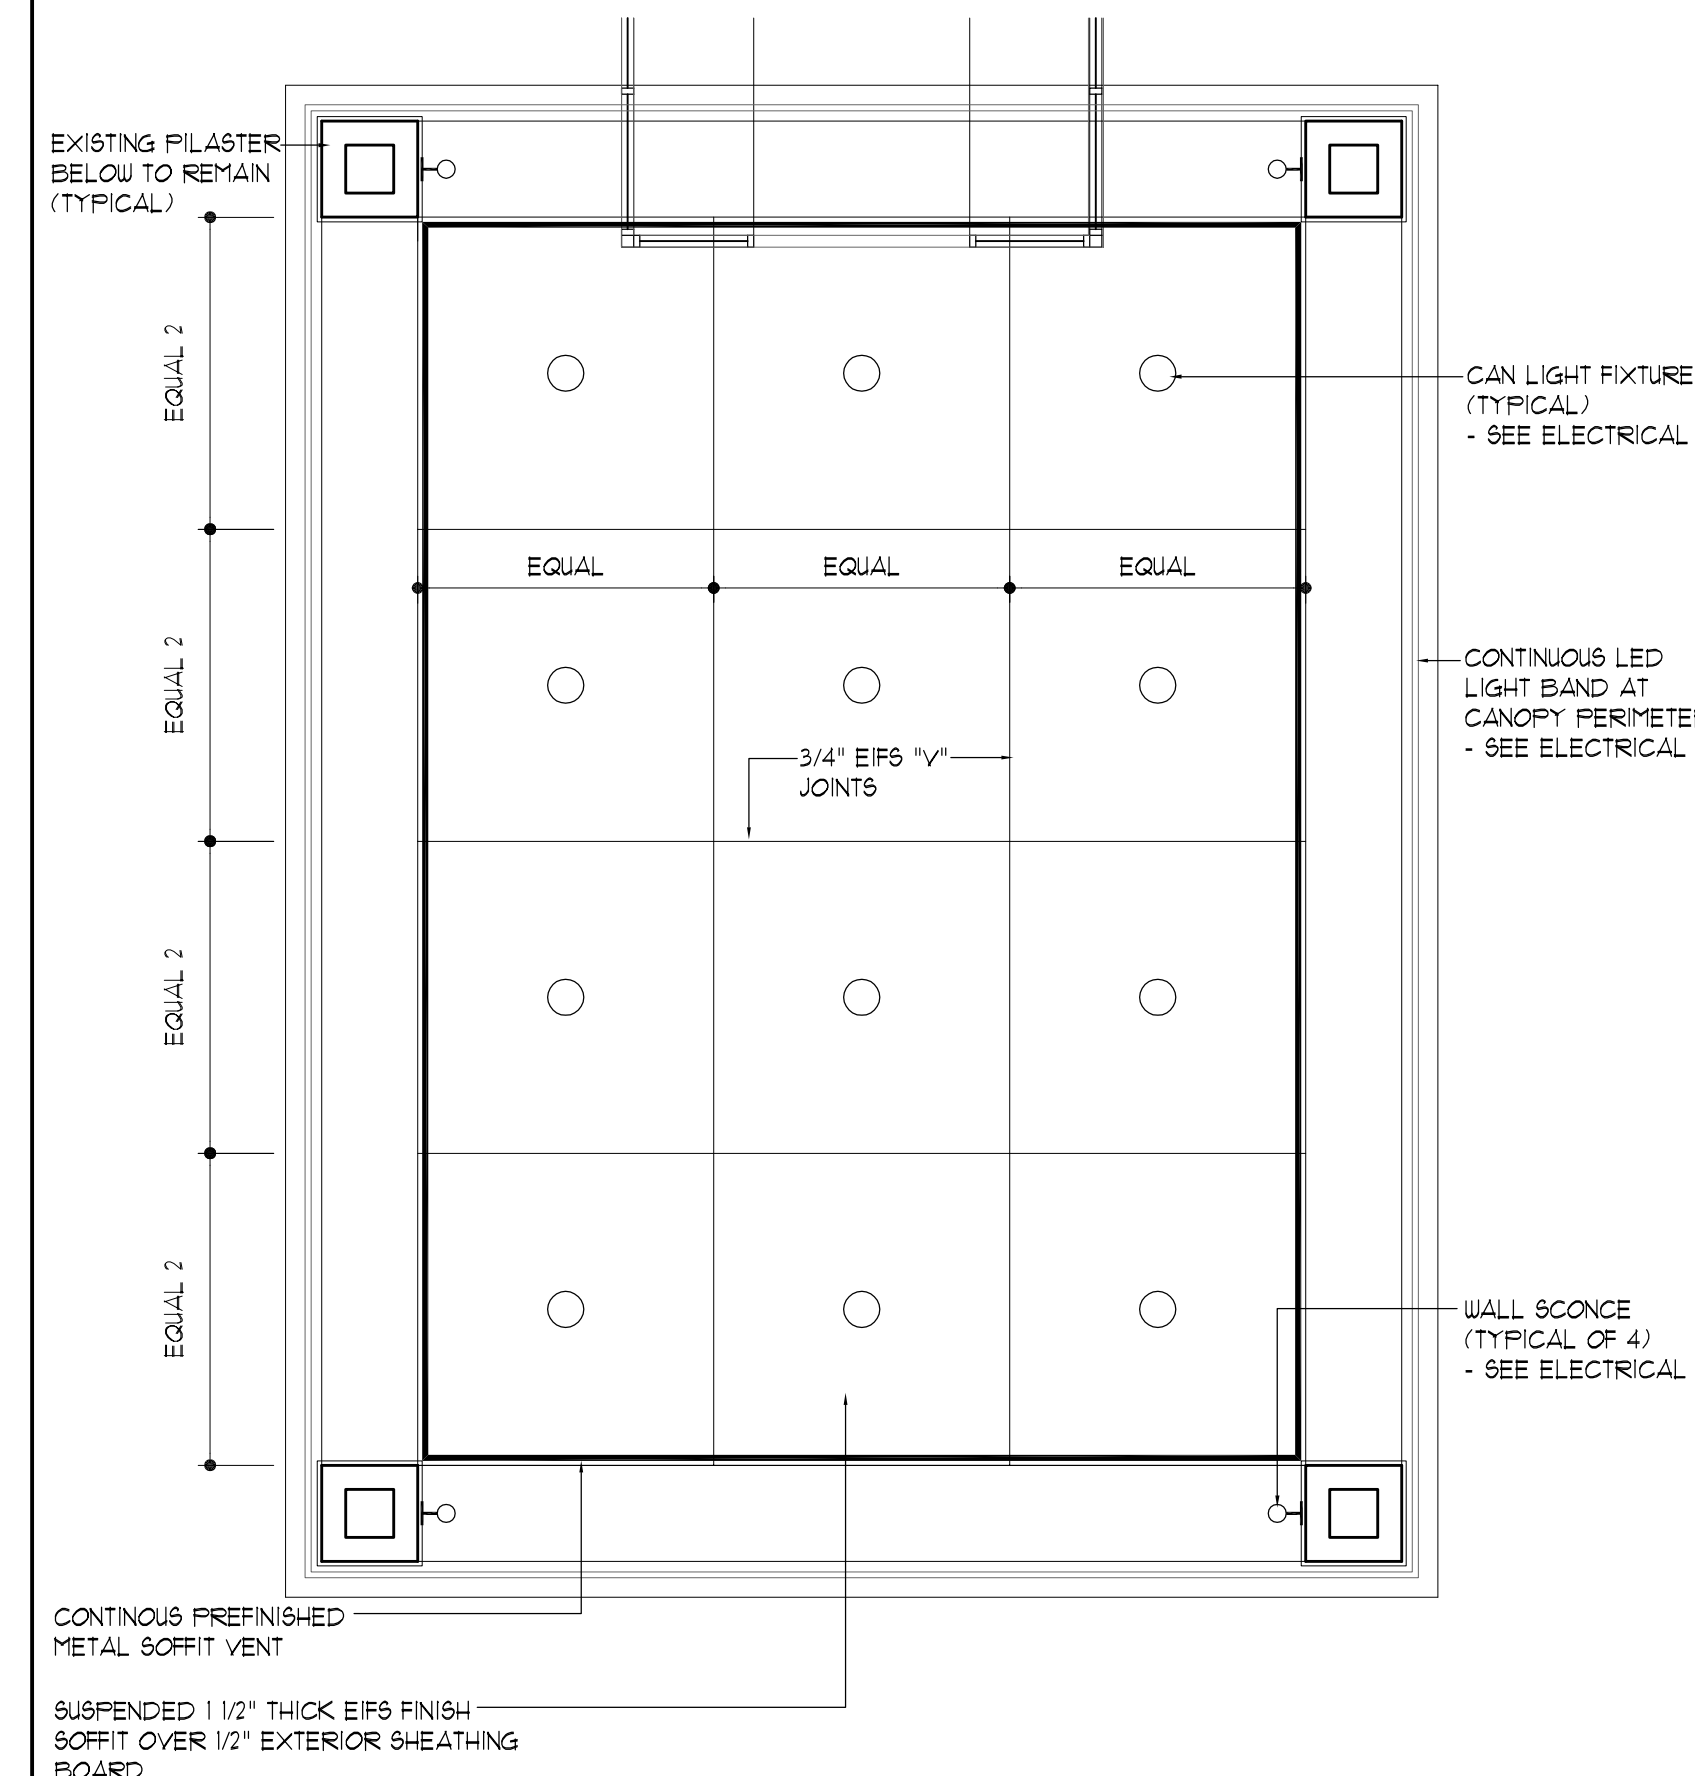 EXISTING PILASTER
BELOW TO REMAIN
(TYPICAL)
EQUAL 2
CAN LIGHT FIXTURE
(TYPICAL)
- SEE ELECTRICAL
EQUAL
EQUAL
EQUAL
EQUAL 2
CONTINUOUS LED
LIGHT BAND AT
CANOPY PERIMETER
- SEE ELECTRICAL
3/4" EIFS "V"
JOINTS
EQUAL 2
EQUAL 2
WALL SCONCE
(TYPICAL OF 4)
- SEE ELECTRICAL
CONTINOUS PREFINISHED
METAL SOFFIT VENT
SUSPENDED 1 1/2" THICK EIFS FINISH
SOFFIT OVER 1/2" EXTERIOR SHEATHING
BOARD